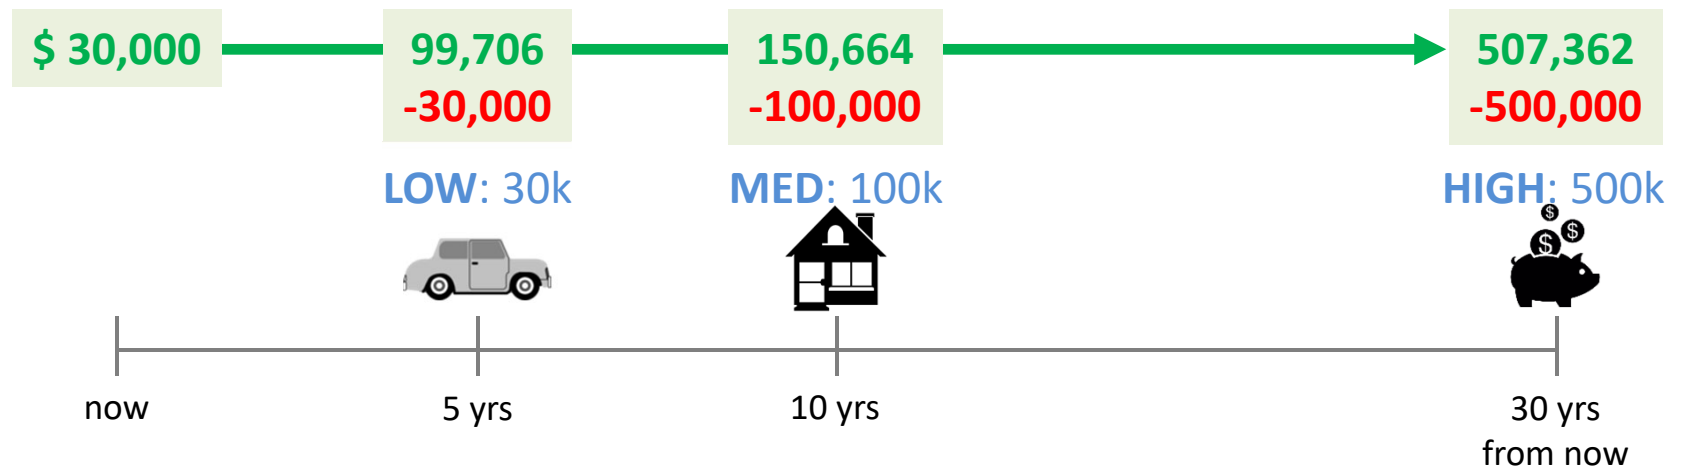 $ 30,000
99,706
-30,000
150,664
-100,000
507,362
-500,000
LOW: 30k
MED: 100k
HIGH: 500k
$
$
$
now
5 yrs
10 yrs
30 yrs
from now